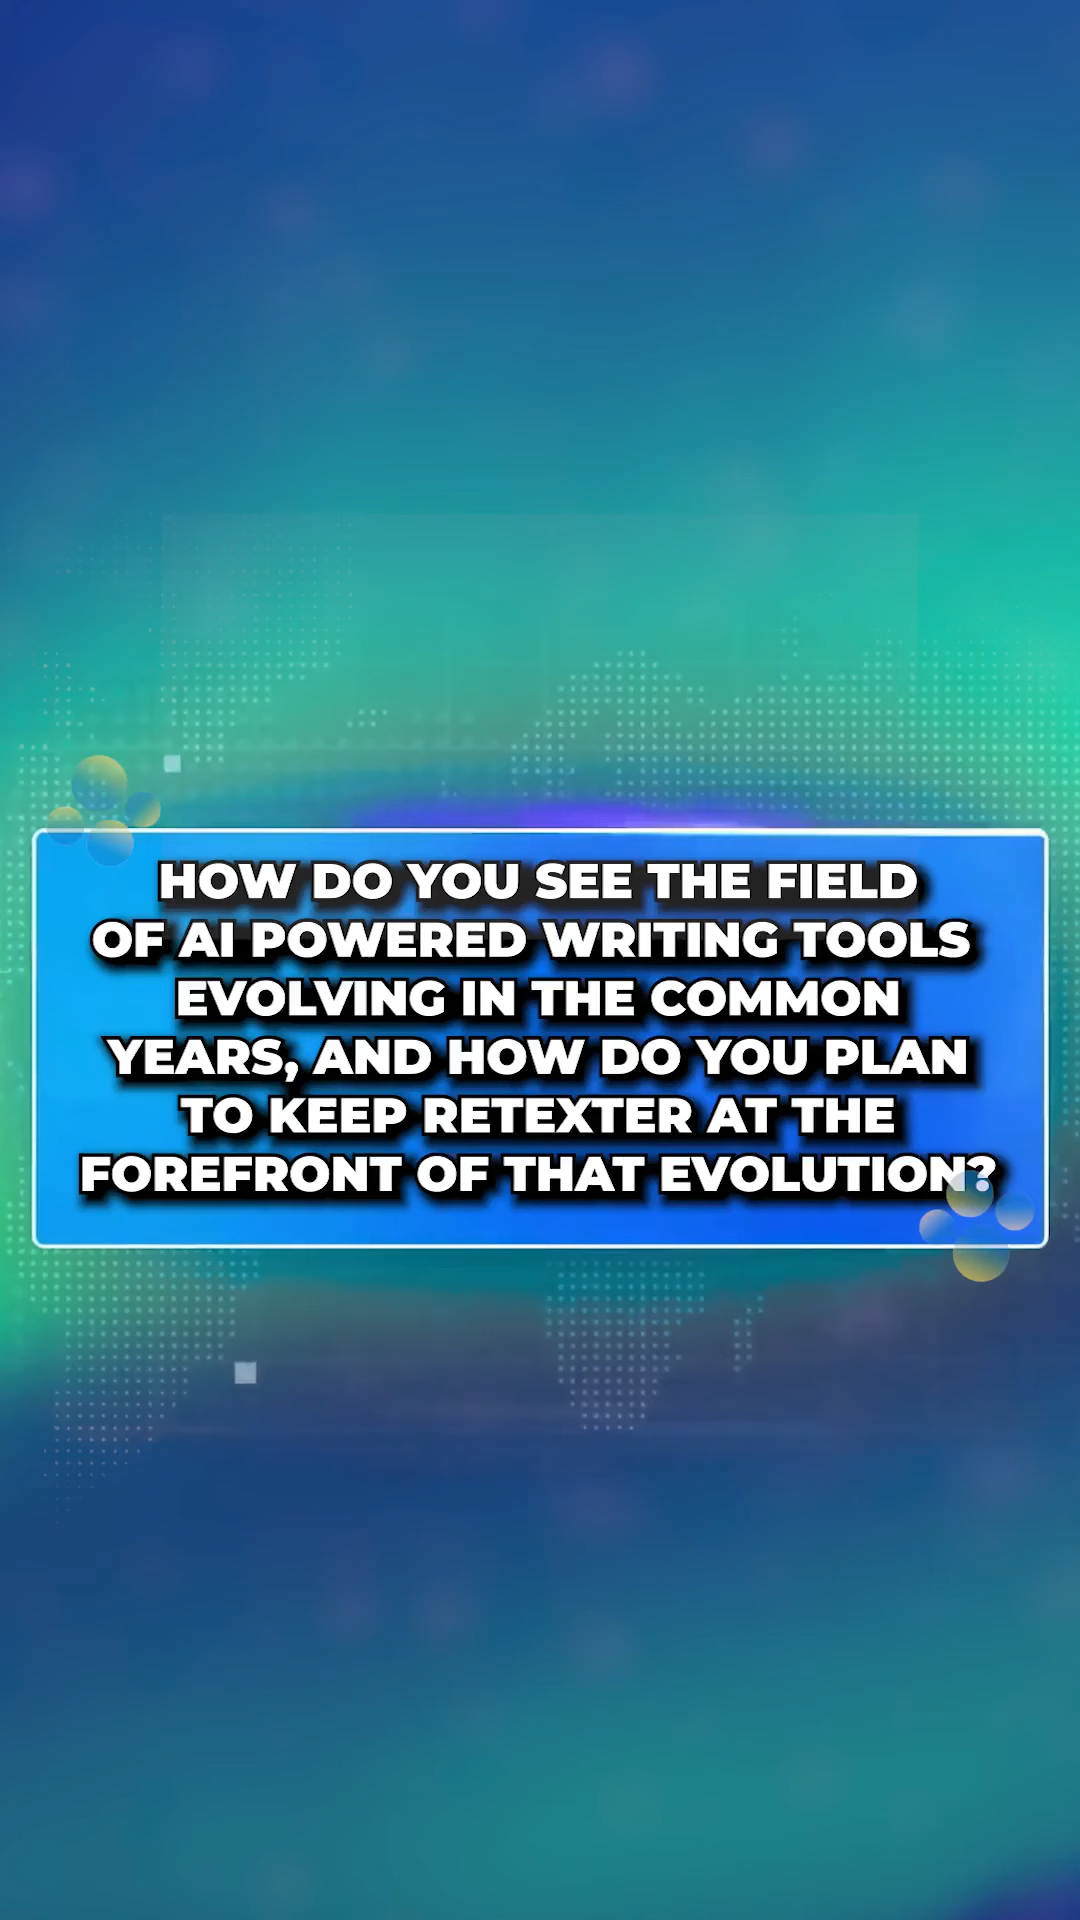 HOW DO YOU SEE THE FIELD
OF AI POWERED WRITING TOOLS
EVOLVING IN THE COMMON
YEARS, AND HOW DO YOU PLAN
TO KEEP RETEXTER AT THE
FOREFRONT OF THAT EVOLUTION?